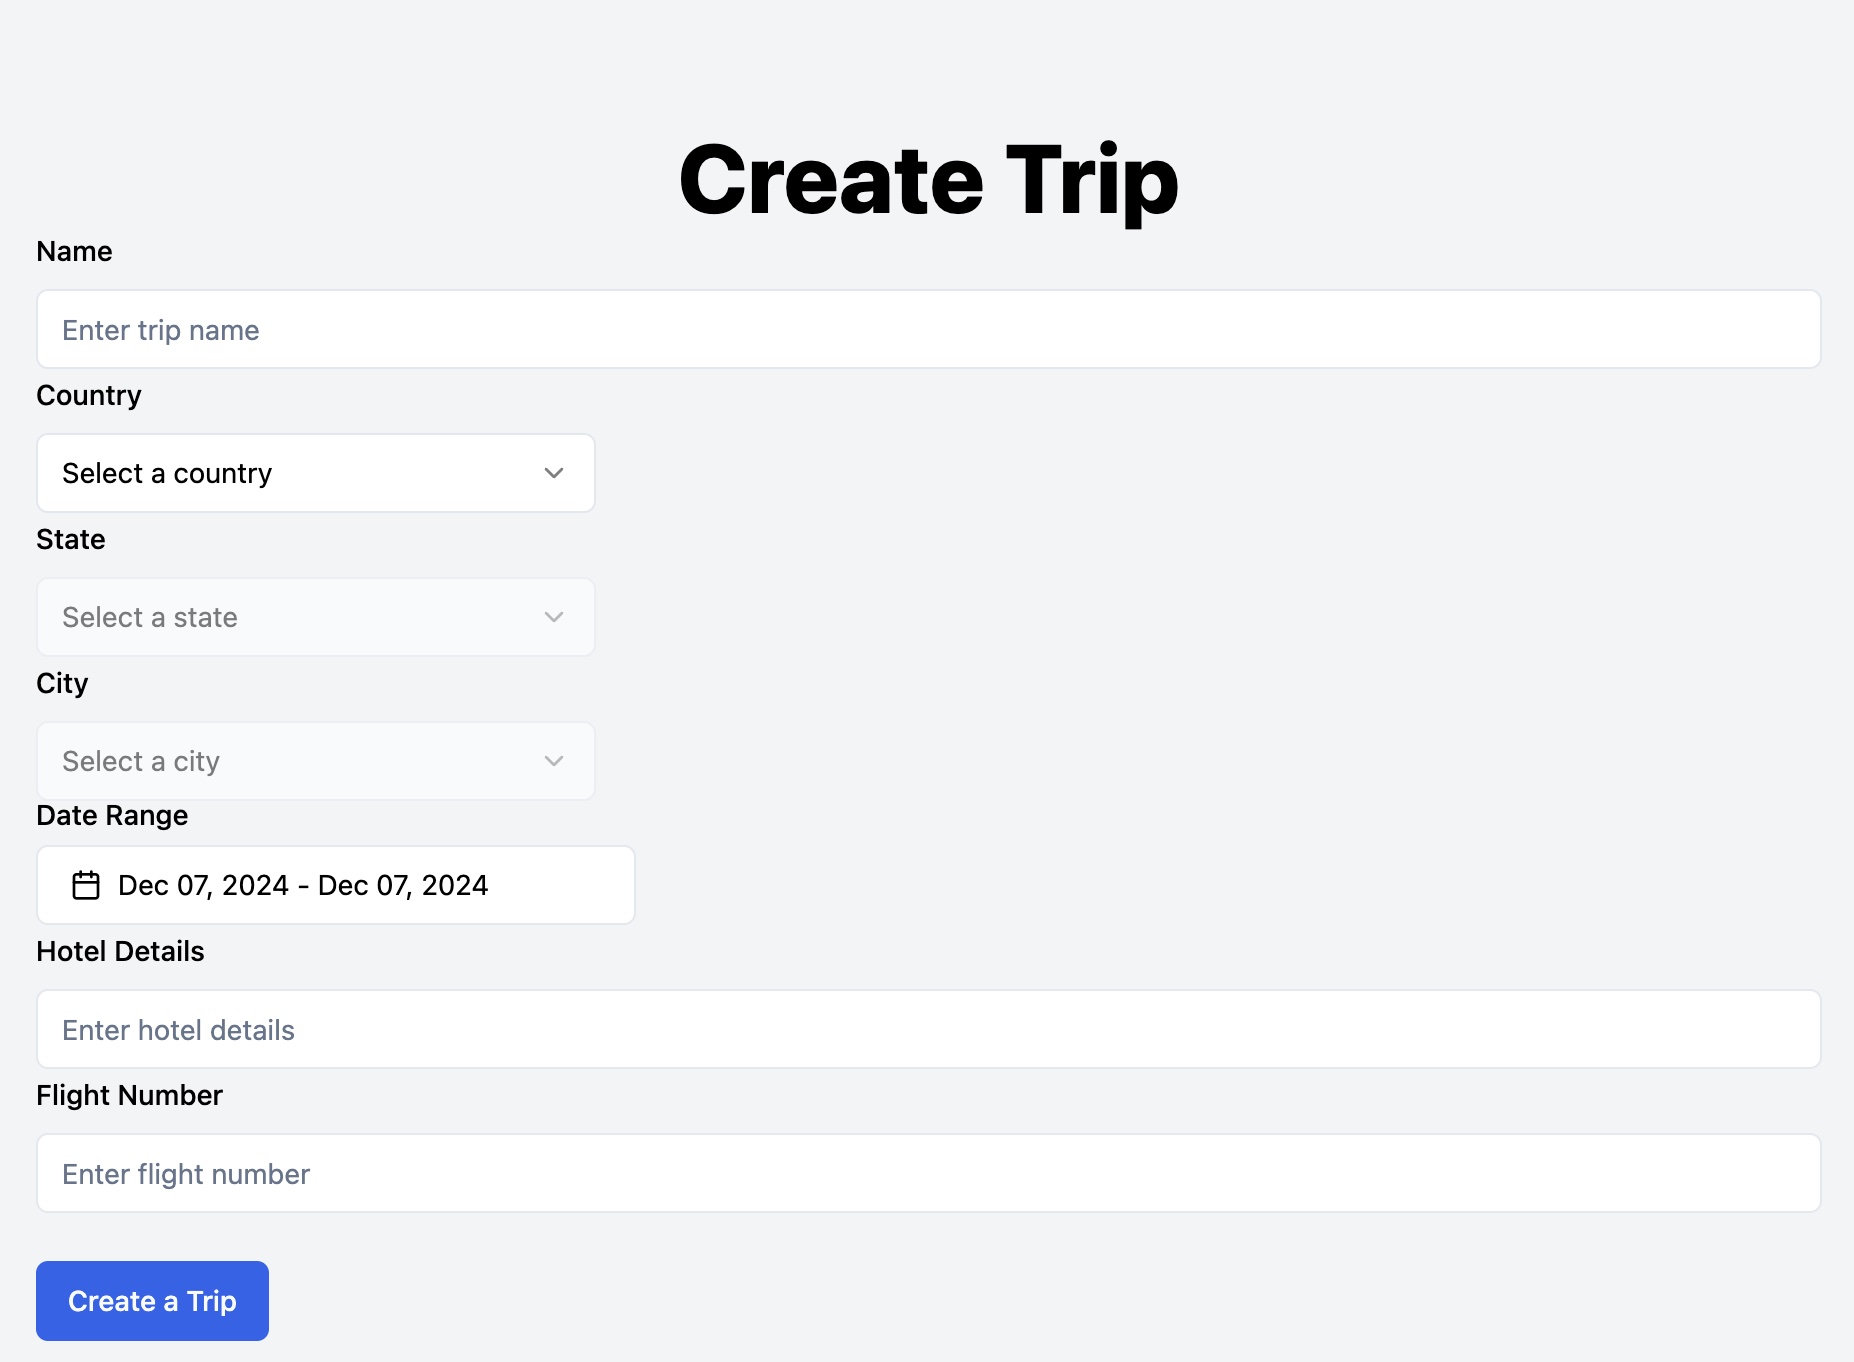 Create Trip
Name
Enter trip name
Country
Select a country
State
Select a state
City
Select a city
Date Range
Dec 07, 2024 - Dec 07, 2024
Hotel Details
Enter hotel details
Flight Number
Enter flight number
Create a Trip